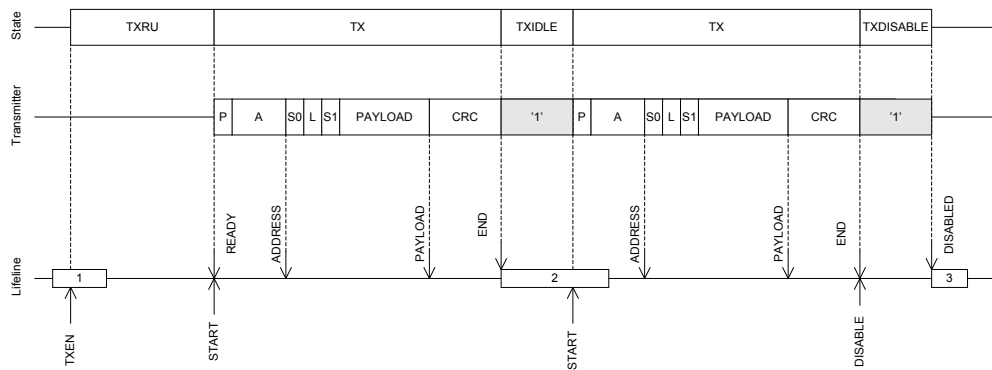 State
TXRU
TX
TXIDLE
TX
TXDISABLE
Transmitter
P
A
S0
L
S1
PAYLOAD
CRC
'1'
P
A
S0
L
S1
PAYLOAD
CRC
'1'
READY
ADDRESS
PAYLOAD
END
ADDRESS
PAYLOAD
END
DISABLED
Lifeline
1
2
3
TXEN
START
START
DISABLE